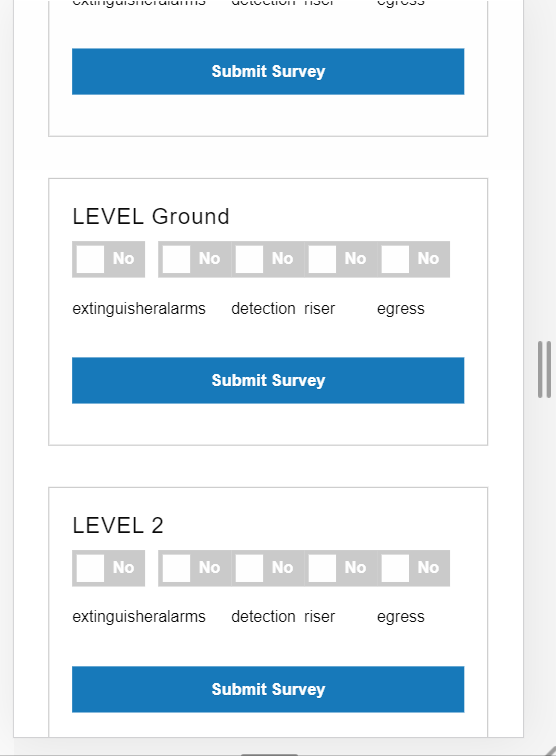 extinguisheralarms detection riser egress
Submit Survey
LEVEL Ground
No No No No No
extinguisheralarms detection riser egress
Submit Survey
LEVEL 2
No No No No No
extinguisheralarms detection riser egress
Submit Survey